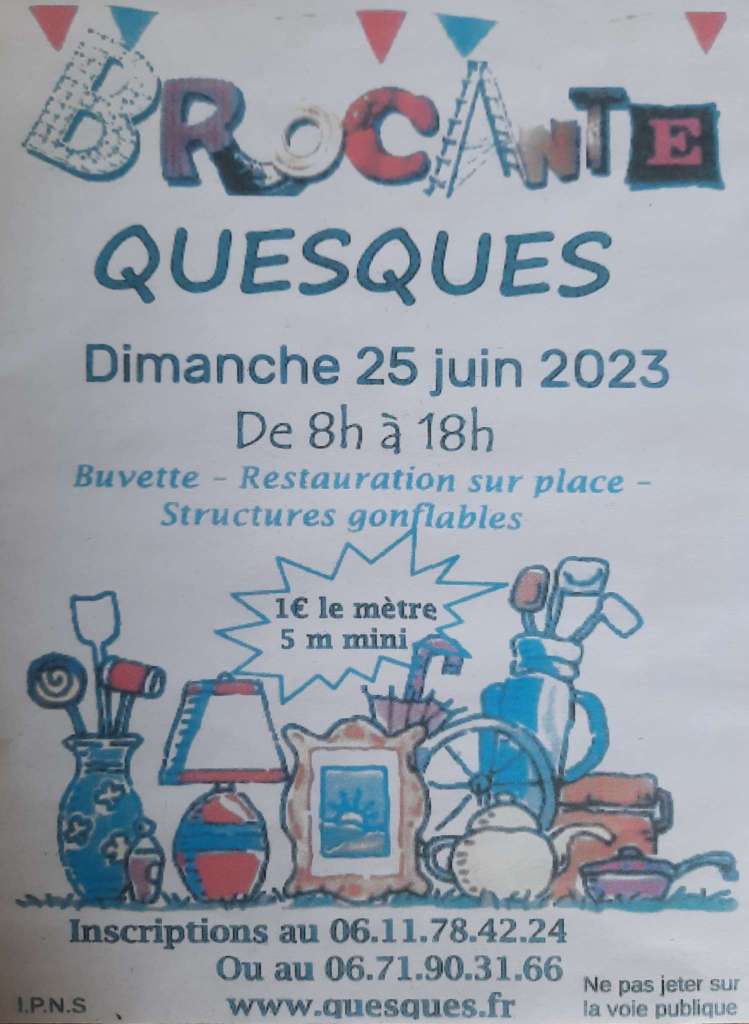 BROCANTE
QUESQUES
Dimanche 25 juin 2023
De 8h à 18h
Buvette - Restauration sur place -
Structures gonflables
1€ le mètre
5 m mini
Inscriptions au 06.11.78.42.24
Ou au 06.71.90.31.66
www.quesques.fr
I.P.N.S
Ne pas jeter sur
la voie publique